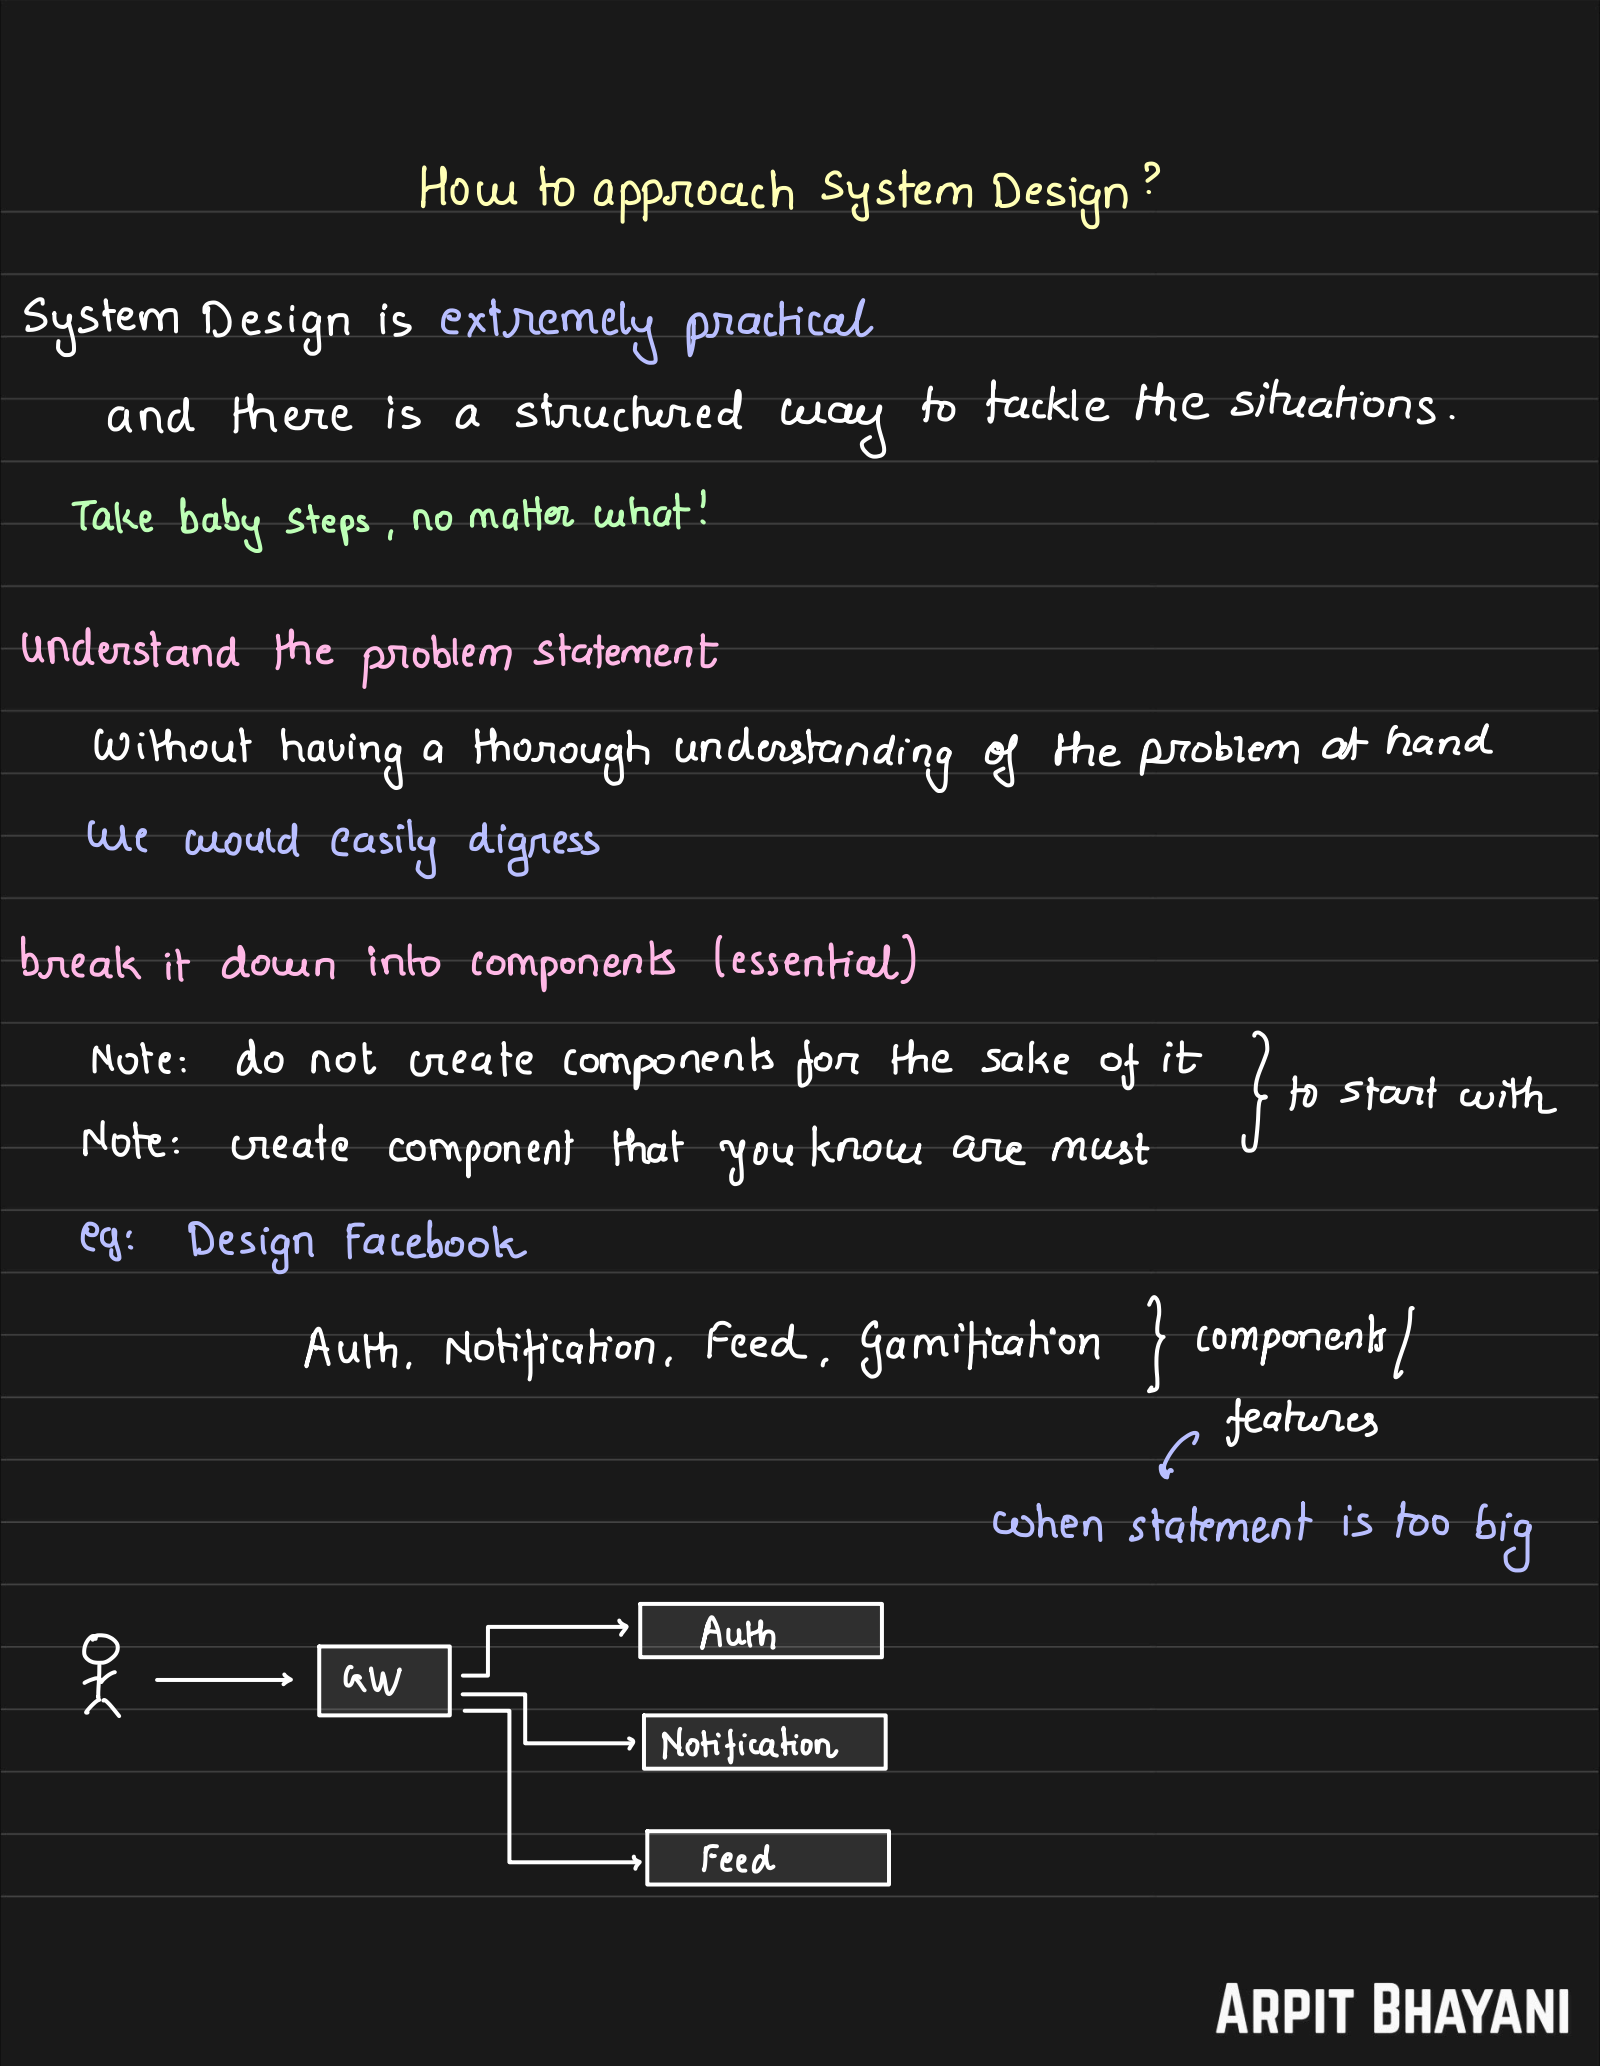 How to approach System Design?
System Design is extremely practical
and there is a structured way to tackle the situations.
Take baby steps, no matter what!
Understand the problem statement
Without having a thorough understanding of the problem at hand
We would easily digress
break it down into components (essential)
Note: do not create components for the sake of it
} to start with
Note: create component that you know are must
eg: Design Facebook
Auth, Notification, Feed, Gamification } components/
features
when statement is too big
Auth
GW
Notification
Feed
ARPIT BHAYANI